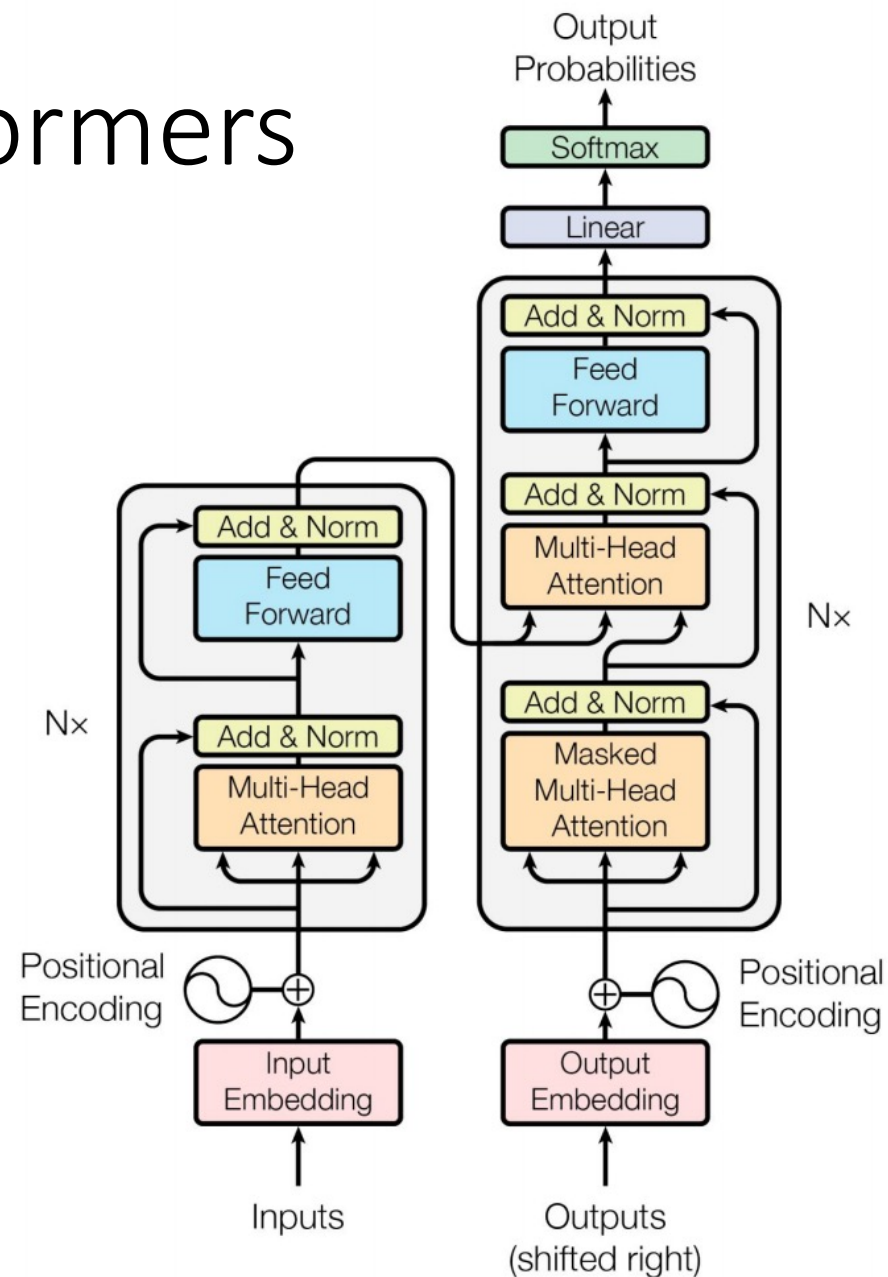 ormers
Output
Probabilities
Softmax
Linear
Add & Norm
Feed
Forward
Add & Norm
Multi-Head
Attention
Nx
Add & Norm
Masked
Multi-Head
Attention
Add & Norm
Feed
Forward
Nx
Add & Norm
Multi-Head
Attention
Positional
Encoding
Positional
Encoding
Input
Embedding
Output
Embedding
Inputs
Outputs
(shifted right)